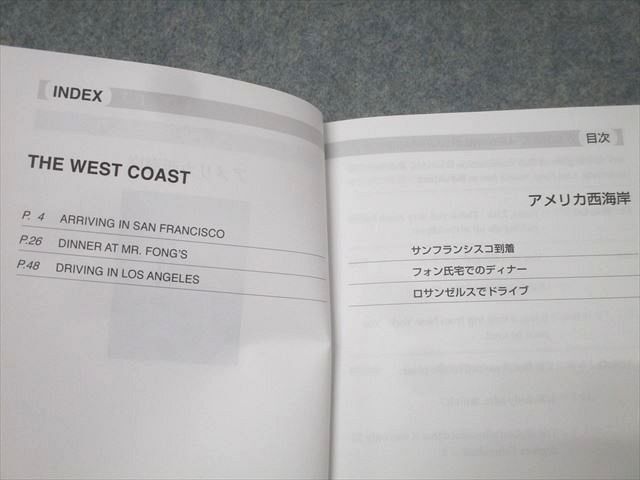 INDEX
THE WEST COAST
P. 4 ARRIVING IN SAN FRANCISCO
P.26 DINNER AT MR. FONG'S
P.48 DRIVING IN LOS ANGELES
目次
アメリカ西海岸
サンフランシスコ到着
フォン氏宅でのディナー
ロサンゼルスでドライブ